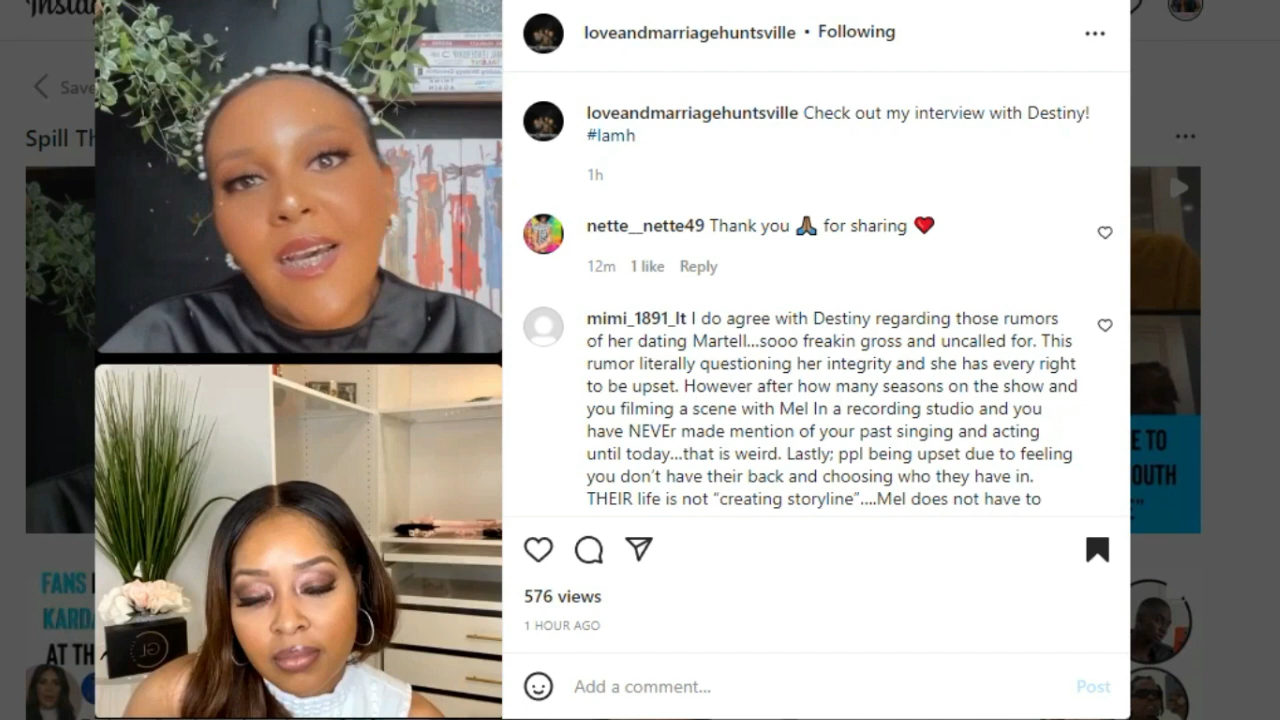 Save
Spill Th
loveandmarriagehuntsville • Following
loveandmarriagehuntsville Check out my interview with Destiny!
#lamh
1h
nette__nette49 Thank you 🙏🏾 for sharing ❤️
12m 1 like Reply
mimi_1891_lt I do agree with Destiny regarding those rumors
of her dating Martell...sooo freakin gross and uncalled for. This
rumor literally questioning her integrity and she has every right
to be upset. However after how many seasons on the show and
you filming a scene with Mel In a recording studio and you
have NEVEr made mention of your past singing and acting
until today...that is weird. Lastly; ppl being upset due to feeling
you don't have their back and choosing who they have in.
THEIR life is not “creating storyline”....Mel does not have to
576 views
1 HOUR AGO
Add a comment... Post
FANS
KARDA
AT TH
E TO
OUTH